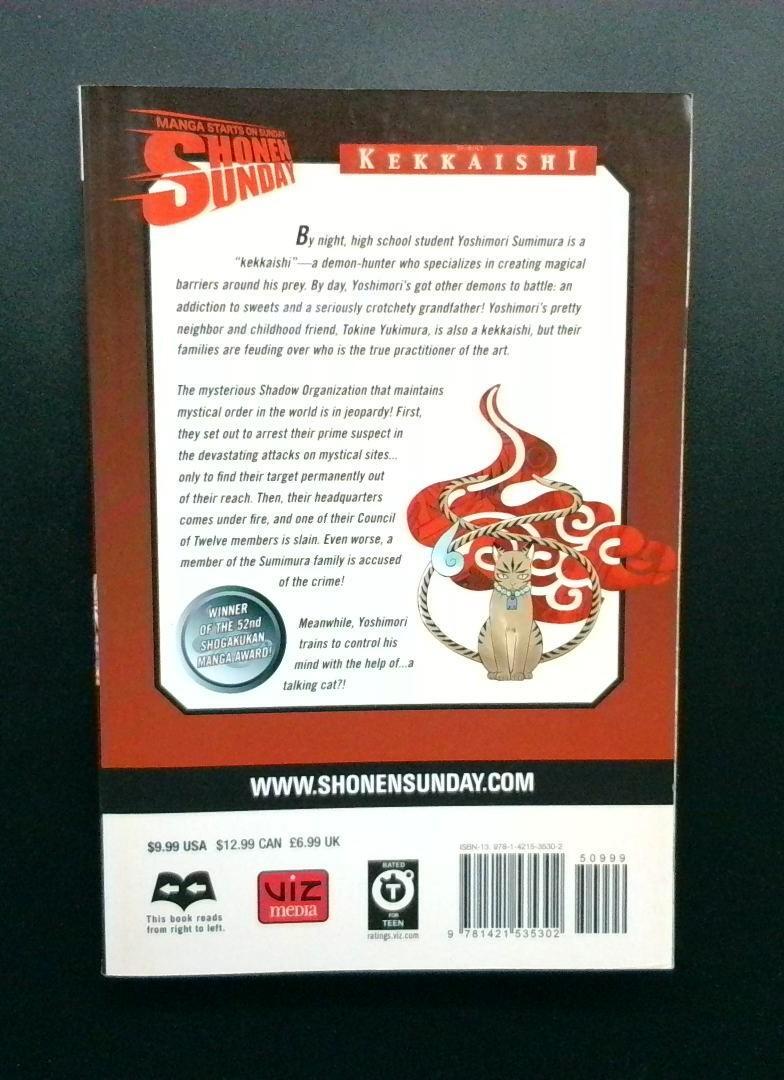 MANGA STARTS ON SUNDAY
SHONEN
SUNDAY
KEKKAISHI
By night, high school student Yoshimori Sumimura is a
"kekkaishi"—a demon-hunter who specializes in creating magical
barriers around his prey. By day, Yoshimori's got other demons to battle: an
addiction to sweets and a seriously crotchety grandfather! Yoshimori's pretty
neighbor and childhood friend, Tokine Yukimura, is also a kekkaishi, but their
families are feuding over who is the true practitioner of the art.
The mysterious Shadow Organization that maintains
mystical order in the world is in jeopardy! First,
they set out to arrest their prime suspect in
the devastating attacks on mystical sites...
only to find their target permanently out
of their reach. Then, their headquarters
comes under fire, and one of their Council
of Twelve members is slain. Even worse, a
member of the Sumimura family is accused
of the crime!
WINNER
OF THE 52nd
SHOGAKUKAN
MANGA AWARD!
Meanwhile, Yoshimori
trains to control his
mind with the help of...a
talking cat?!
WWW.SHONENSUNDAY.COM
$9.99 USA $12.99 CAN £6.99 UK
This book reads
from right to left.
VIZ
media
RATED
T
FOR
TEEN
ratings.viz.com
ISBN-13: 978-1-4215-3530-2
50999
9 781421 535302